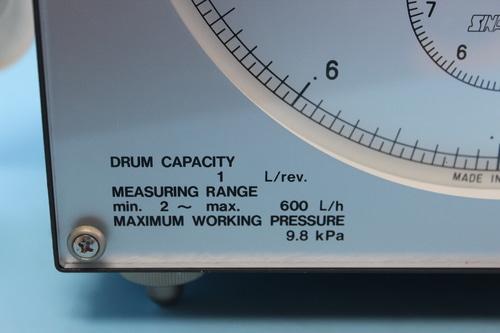 7
6
6
MADE IN
DRUM CAPACITY
1 L/rev.
MEASURING RANGE
min. 2 ~ max. 600 L/h
MAXIMUM WORKING PRESSURE
9.8 kPa